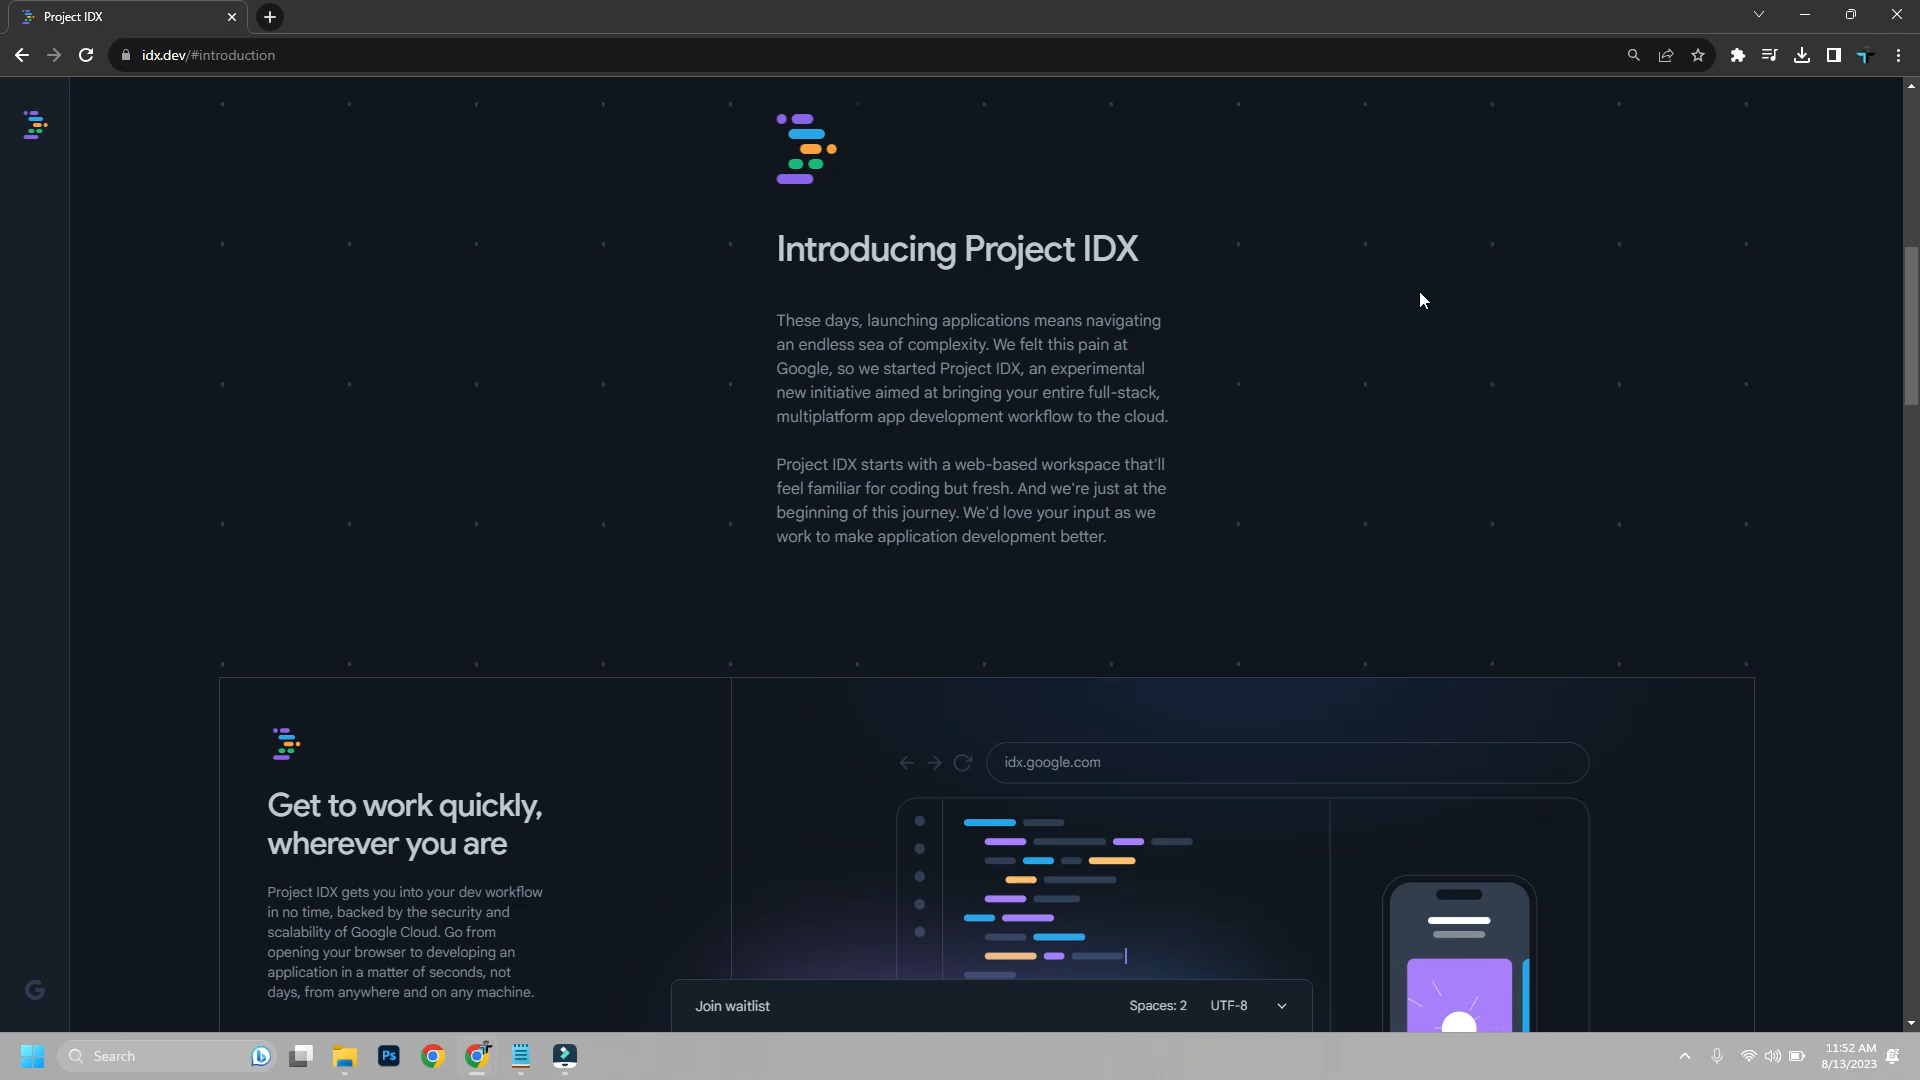 Project IDX
idx.dev/#introduction
Introducing Project IDX
These days, launching applications means navigating
an endless sea of complexity. We felt this pain at
Google, so we started Project IDX, an experimental
new initiative aimed at bringing your entire full-stack,
multiplatform app development workflow to the cloud.
Project IDX starts with a web-based workspace that'll
feel familiar for coding but fresh. And we're just at the
beginning of this journey. We'd love your input as we
work to make application development better.
Get to work quickly,
wherever you are
Project IDX gets you into your dev workflow
in no time, backed by the security and
scalability of Google Cloud. Go from
opening your browser to developing an
application in a matter of seconds, not
days, from anywhere and on any machine.
idx.google.com
G
Join waitlist
Spaces: 2 UTF-8
Search
Ps
11:52 AM
8/13/2023